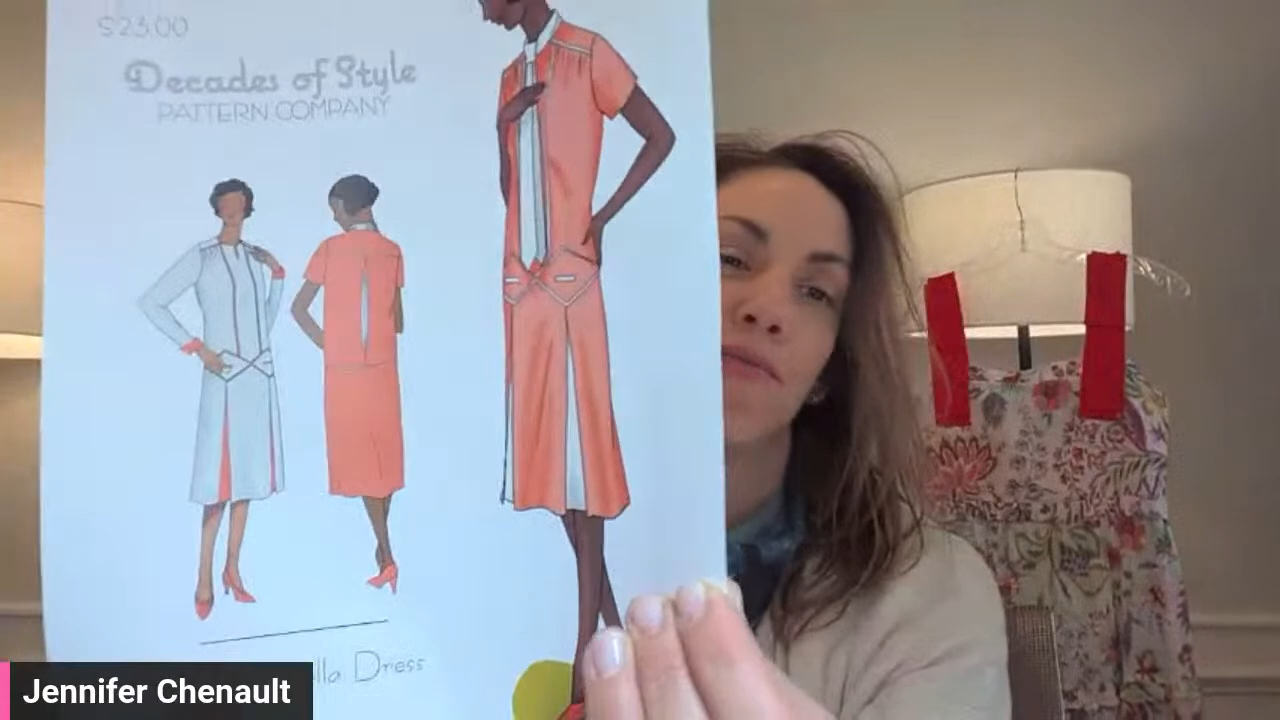 $23.00
Decades of Style
PATTERN COMPANY
Dress
Jennifer Chenault